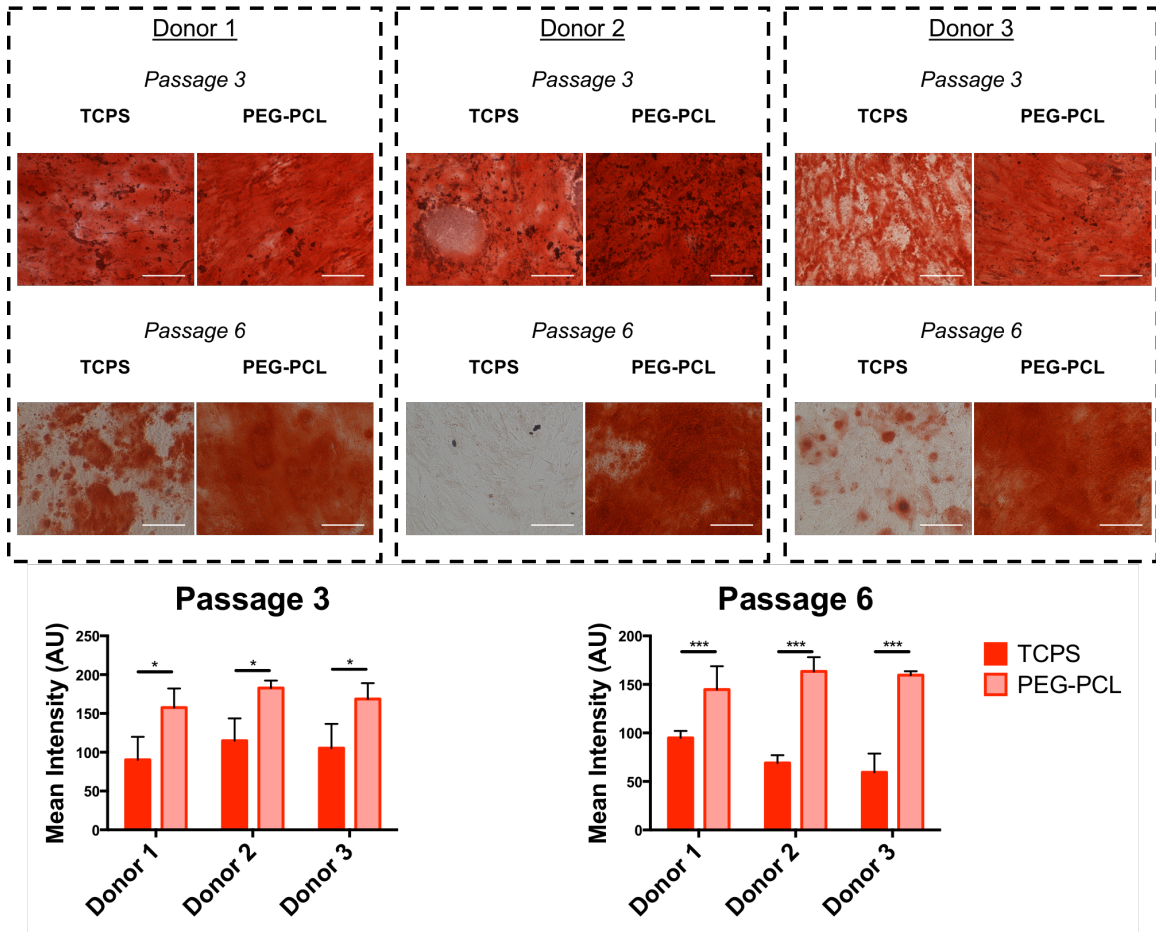 Donor 1
Passage 3
TCPS PEG-PCL
Passage 6
TCPS PEG-PCL
Donor 2
Passage 3
TCPS PEG-PCL
Passage 6
TCPS PEG-PCL
Donor 3
Passage 3
TCPS PEG-PCL
Passage 6
TCPS PEG-PCL
Passage 3
Mean Intensity (AU)
250
200
150
100
50
0
* * *
Donor 1 Donor 2 Donor 3
Passage 6
Mean Intensity (AU)
200
150
100
50
0
*** *** ***
Donor 1 Donor 2 Donor 3
TCPS
PEG-PCL